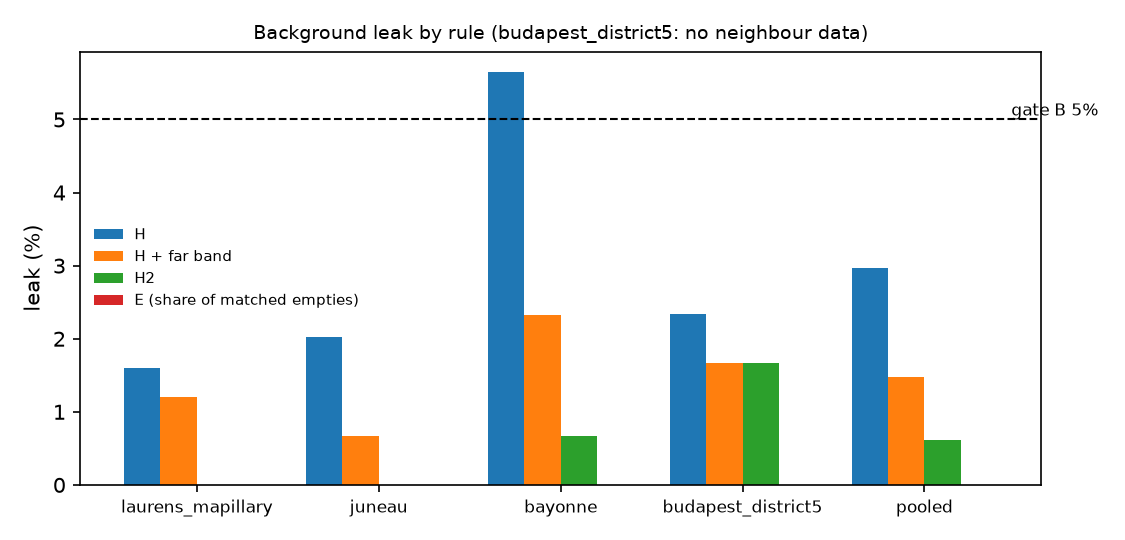 Background leak by rule (budapest_district5: no neighbour data)
gate B 5%
5
4
3
2
1
0
leak (%)
H
H + far band
H2
E (share of matched empties)
laurens_mapillary
juneau
bayonne
budapest_district5
pooled